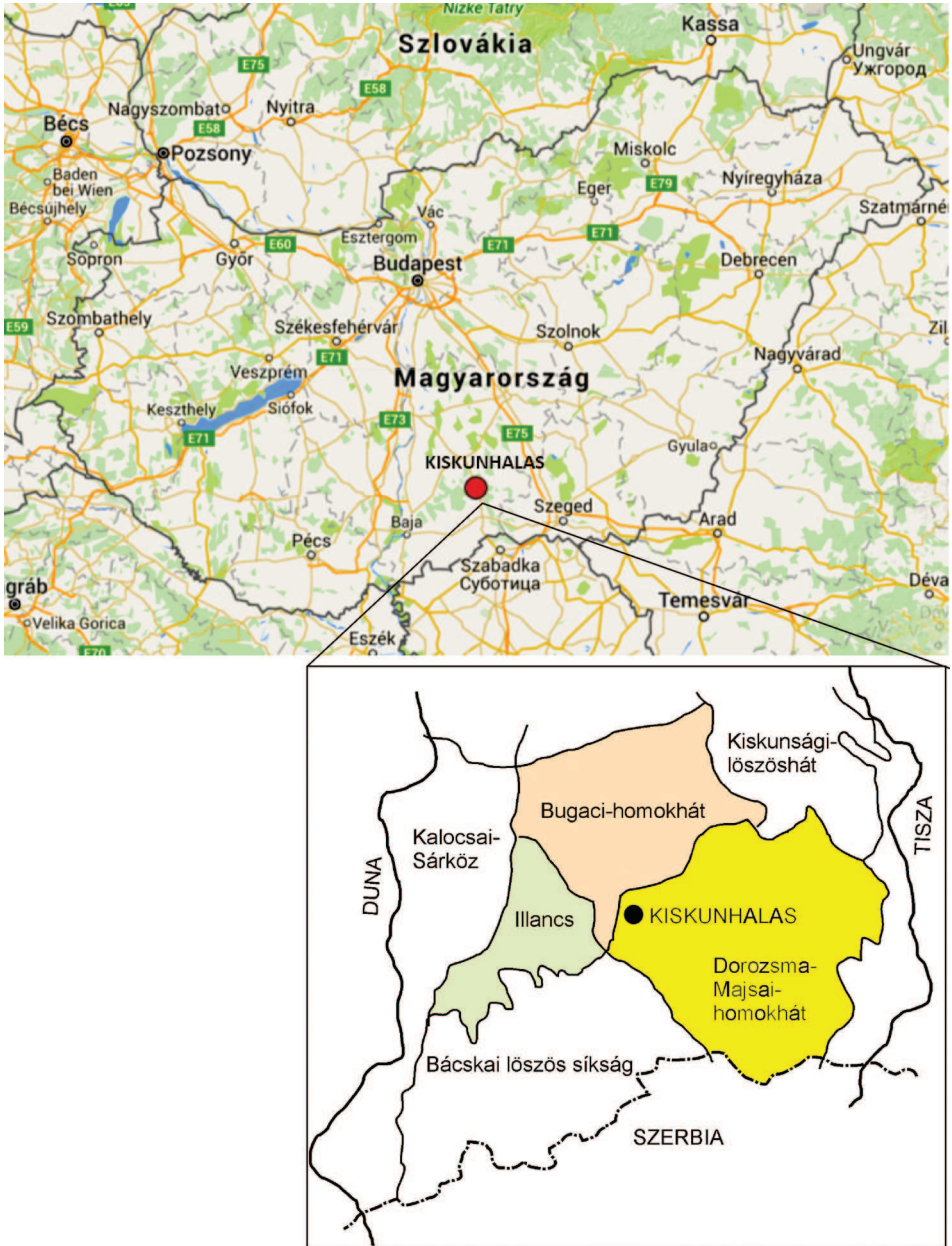 Nízke Tatry
Szlovákia
Kassa
Ungvár
Ужгород
E75
E58
Nagyszombat
Nyitra
Bécs
E58
Pozsony
Miskolc
Baden
bei Wien
Eger
E79
Nyíregyháza
Bécsújhely
Vác
Szatmárné
Esztergom
E60
E71
E71
Sopron
Győr
Budapest
Debrecen
E59
Szombathely
Székesfehérvár
Szolnok
Zil
E71
Nagyvárad
Veszprém
Magyarország
Keszthely
Siófok
E71
E73
E75
Gyula
KISKUNHALAS
Szeged
Baja
Arad
Pécs
Szabadka
Суботица
gráb
Déva
Temesvár
Velika Gorica
Eszék
E70
Kiskunsági-
löszöshát
Bugaci-homokhát
Kalocsai-
Sárköz
TISZA
DUNA
Illancs
KISKUNHALAS
Dorozsma-
Majsai-
homokhát
Bácskai löszös síkság
SZERBIA